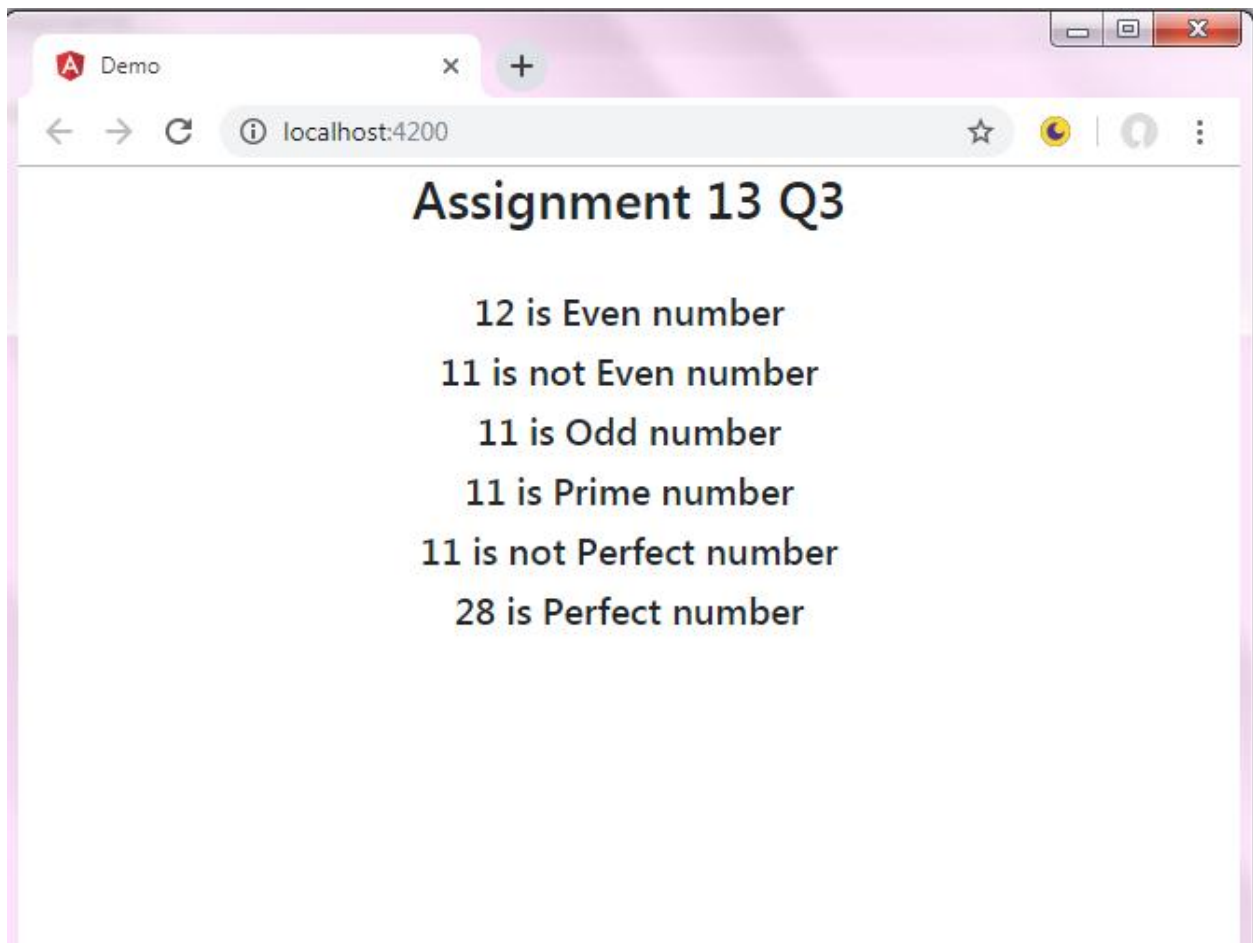 Demo
localhost:4200
Assignment 13 Q3
12 is Even number
11 is not Even number
11 is Odd number
11 is Prime number
11 is not Perfect number
28 is Perfect number